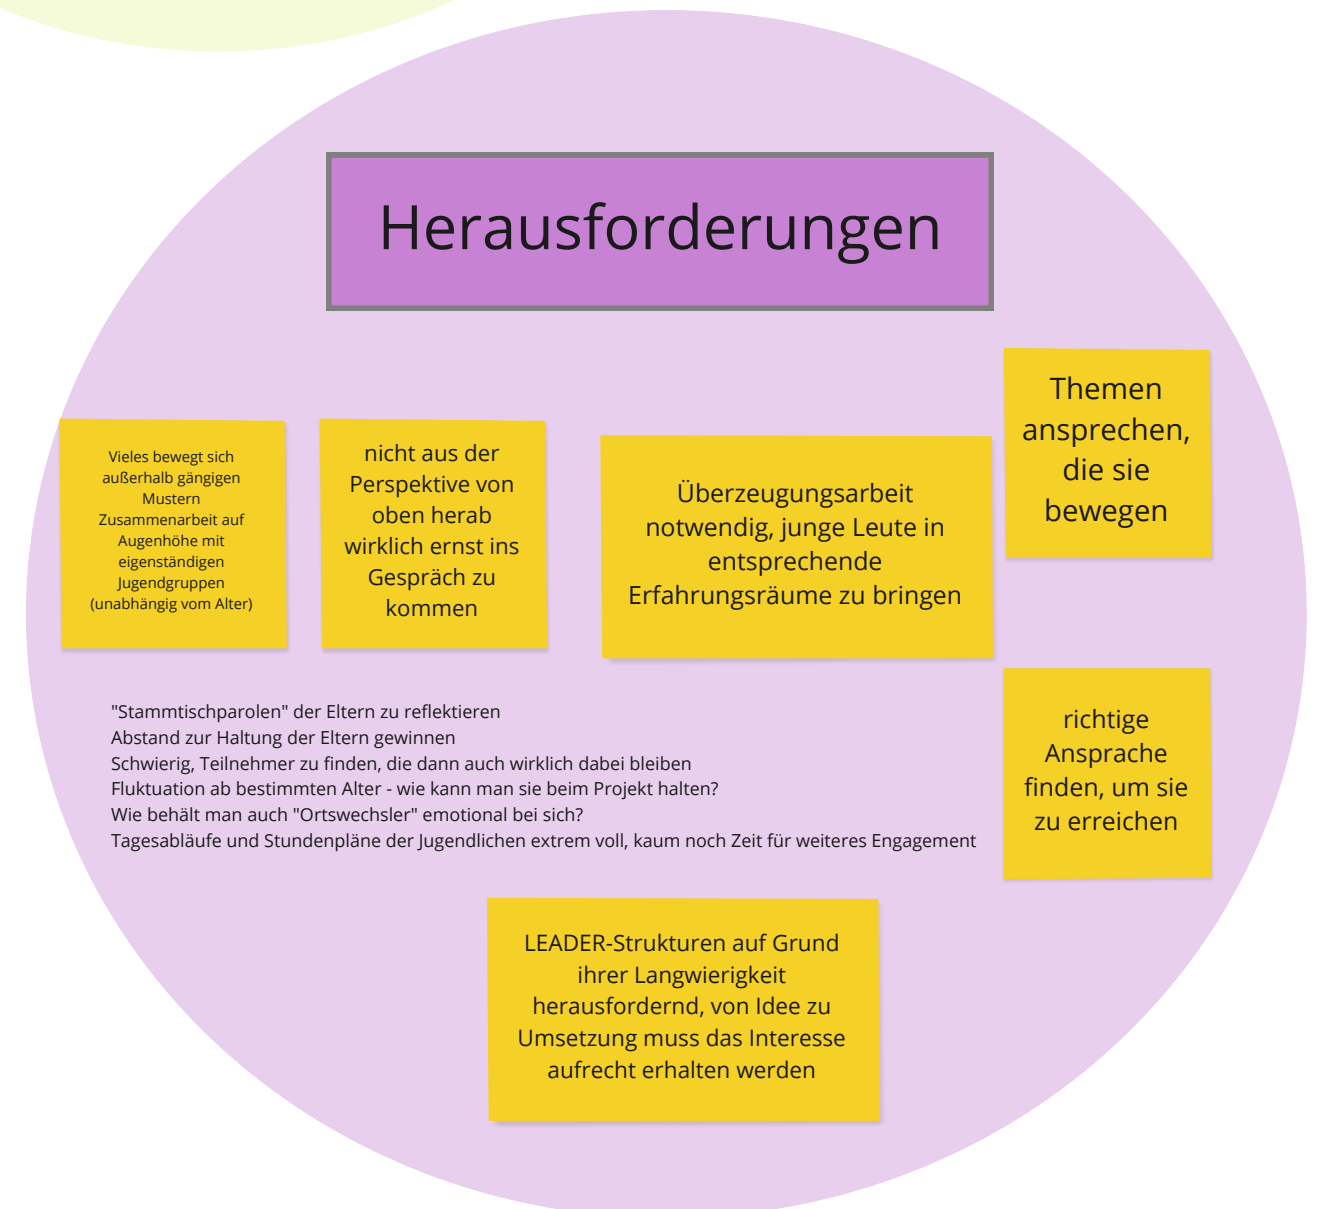 Herausforderungen
Vieles bewegt sich
außerhalb gängigen
Mustern
Zusammenarbeit auf
Augenhöhe mit
eigenständigen
Jugendgruppen
(unabhängig vom Alter)
nicht aus der
Perspektive von
oben herab
wirklich ernst ins
Gespräch zu
kommen
Überzeugungsarbeit
notwendig, junge Leute in
entsprechende
Erfahrungsräume zu bringen
Themen
ansprechen,
die sie
bewegen
"Stammtischparolen" der Eltern zu reflektieren
Abstand zur Haltung der Eltern gewinnen
Schwierig, Teilnehmer zu finden, die dann auch wirklich dabei bleiben
Fluktuation ab bestimmten Alter - wie kann man sie beim Projekt halten?
Wie behält man auch "Ortswechsler" emotional bei sich?
Tagesabläufe und Stundenpläne der Jugendlichen extrem voll, kaum noch Zeit für weiteres Engagement
richtige
Ansprache
finden, um sie
zu erreichen
LEADER-Strukturen auf Grund
ihrer Langwierigkeit
herausfordernd, von Idee zu
Umsetzung muss das Interesse
aufrecht erhalten werden